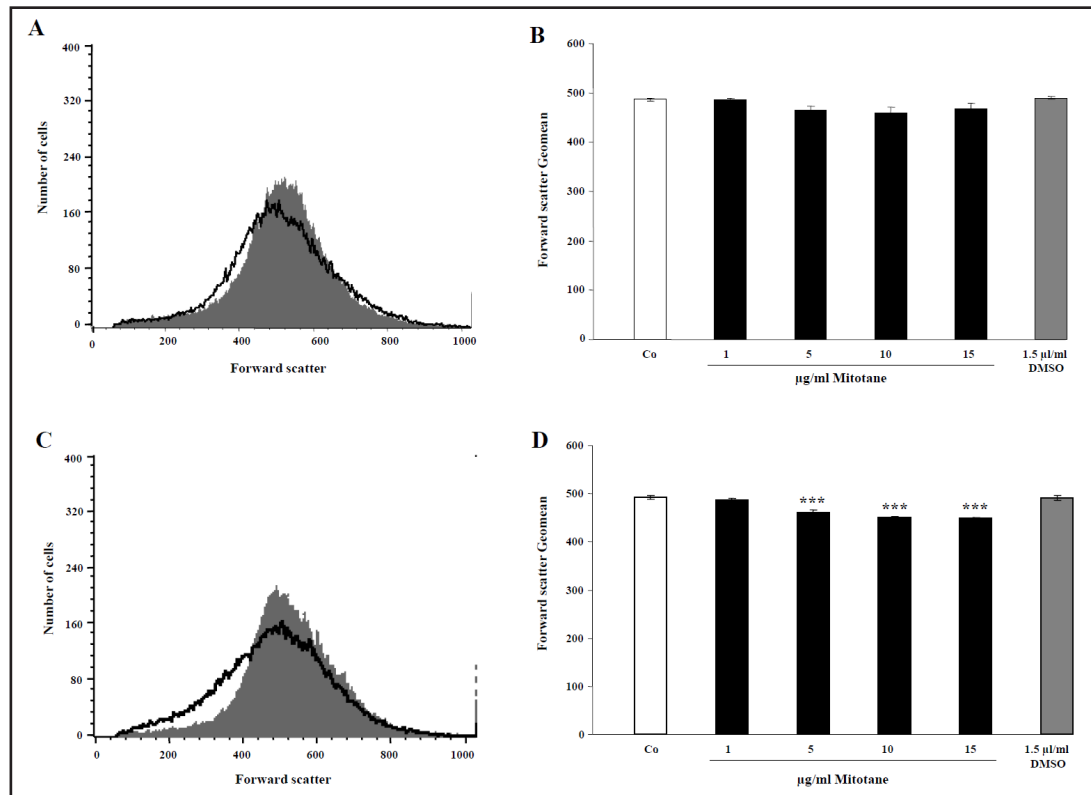 A
400
320
240
160
80
0
Number of cells
0 200 400 600 800 1000
Forward scatter
B
600
500
400
300
200
100
0
Forward scatter Geomean
Co 1 5 10 15 1.5 µl/ml
DMSO
µg/ml Mitotane
C
400
320
240
160
80
0
Number of cells
0 200 400 600 800 1000
Forward scatter
D
600
500
400
300
200
100
0
Forward scatter Geomean
*** *** ***
Co 1 5 10 15 1.5 µl/ml
DMSO
µg/ml Mitotane